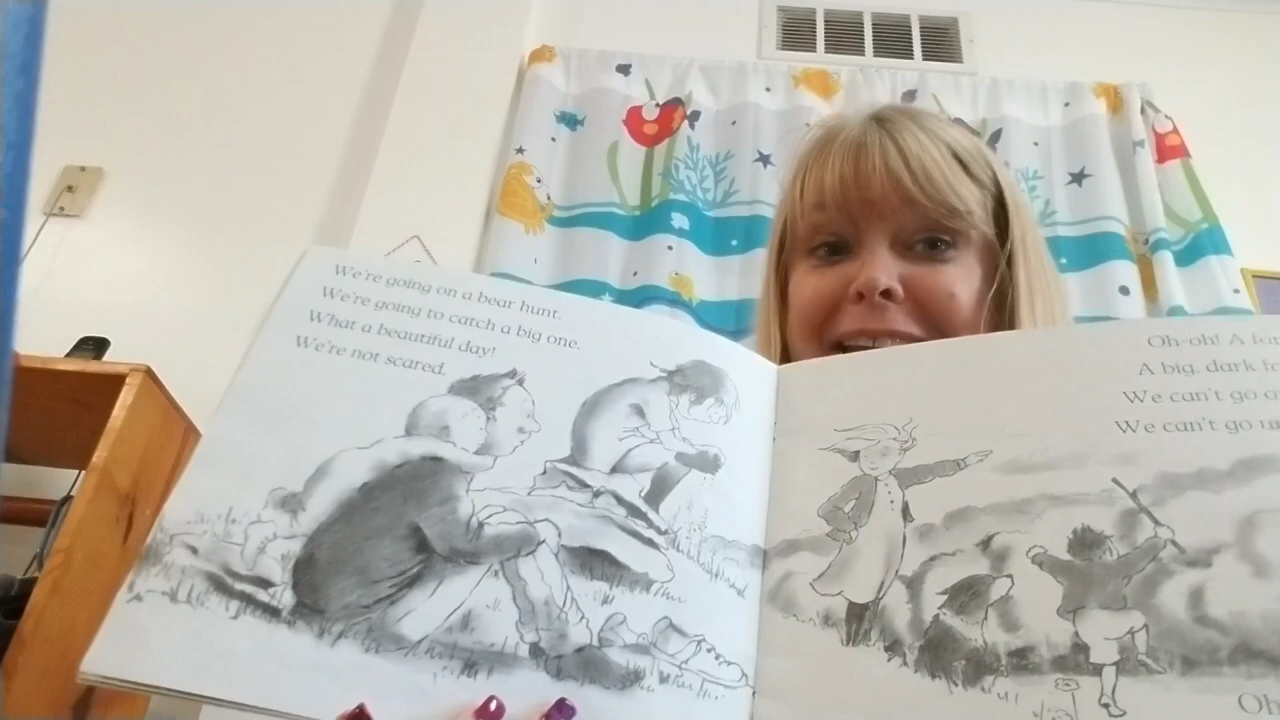 We're going on a bear hunt.
We're going to catch a big one.
What a beautiful day!
We're not scared.
Oh-oh! A
A big, dark
We can't go
We can't go